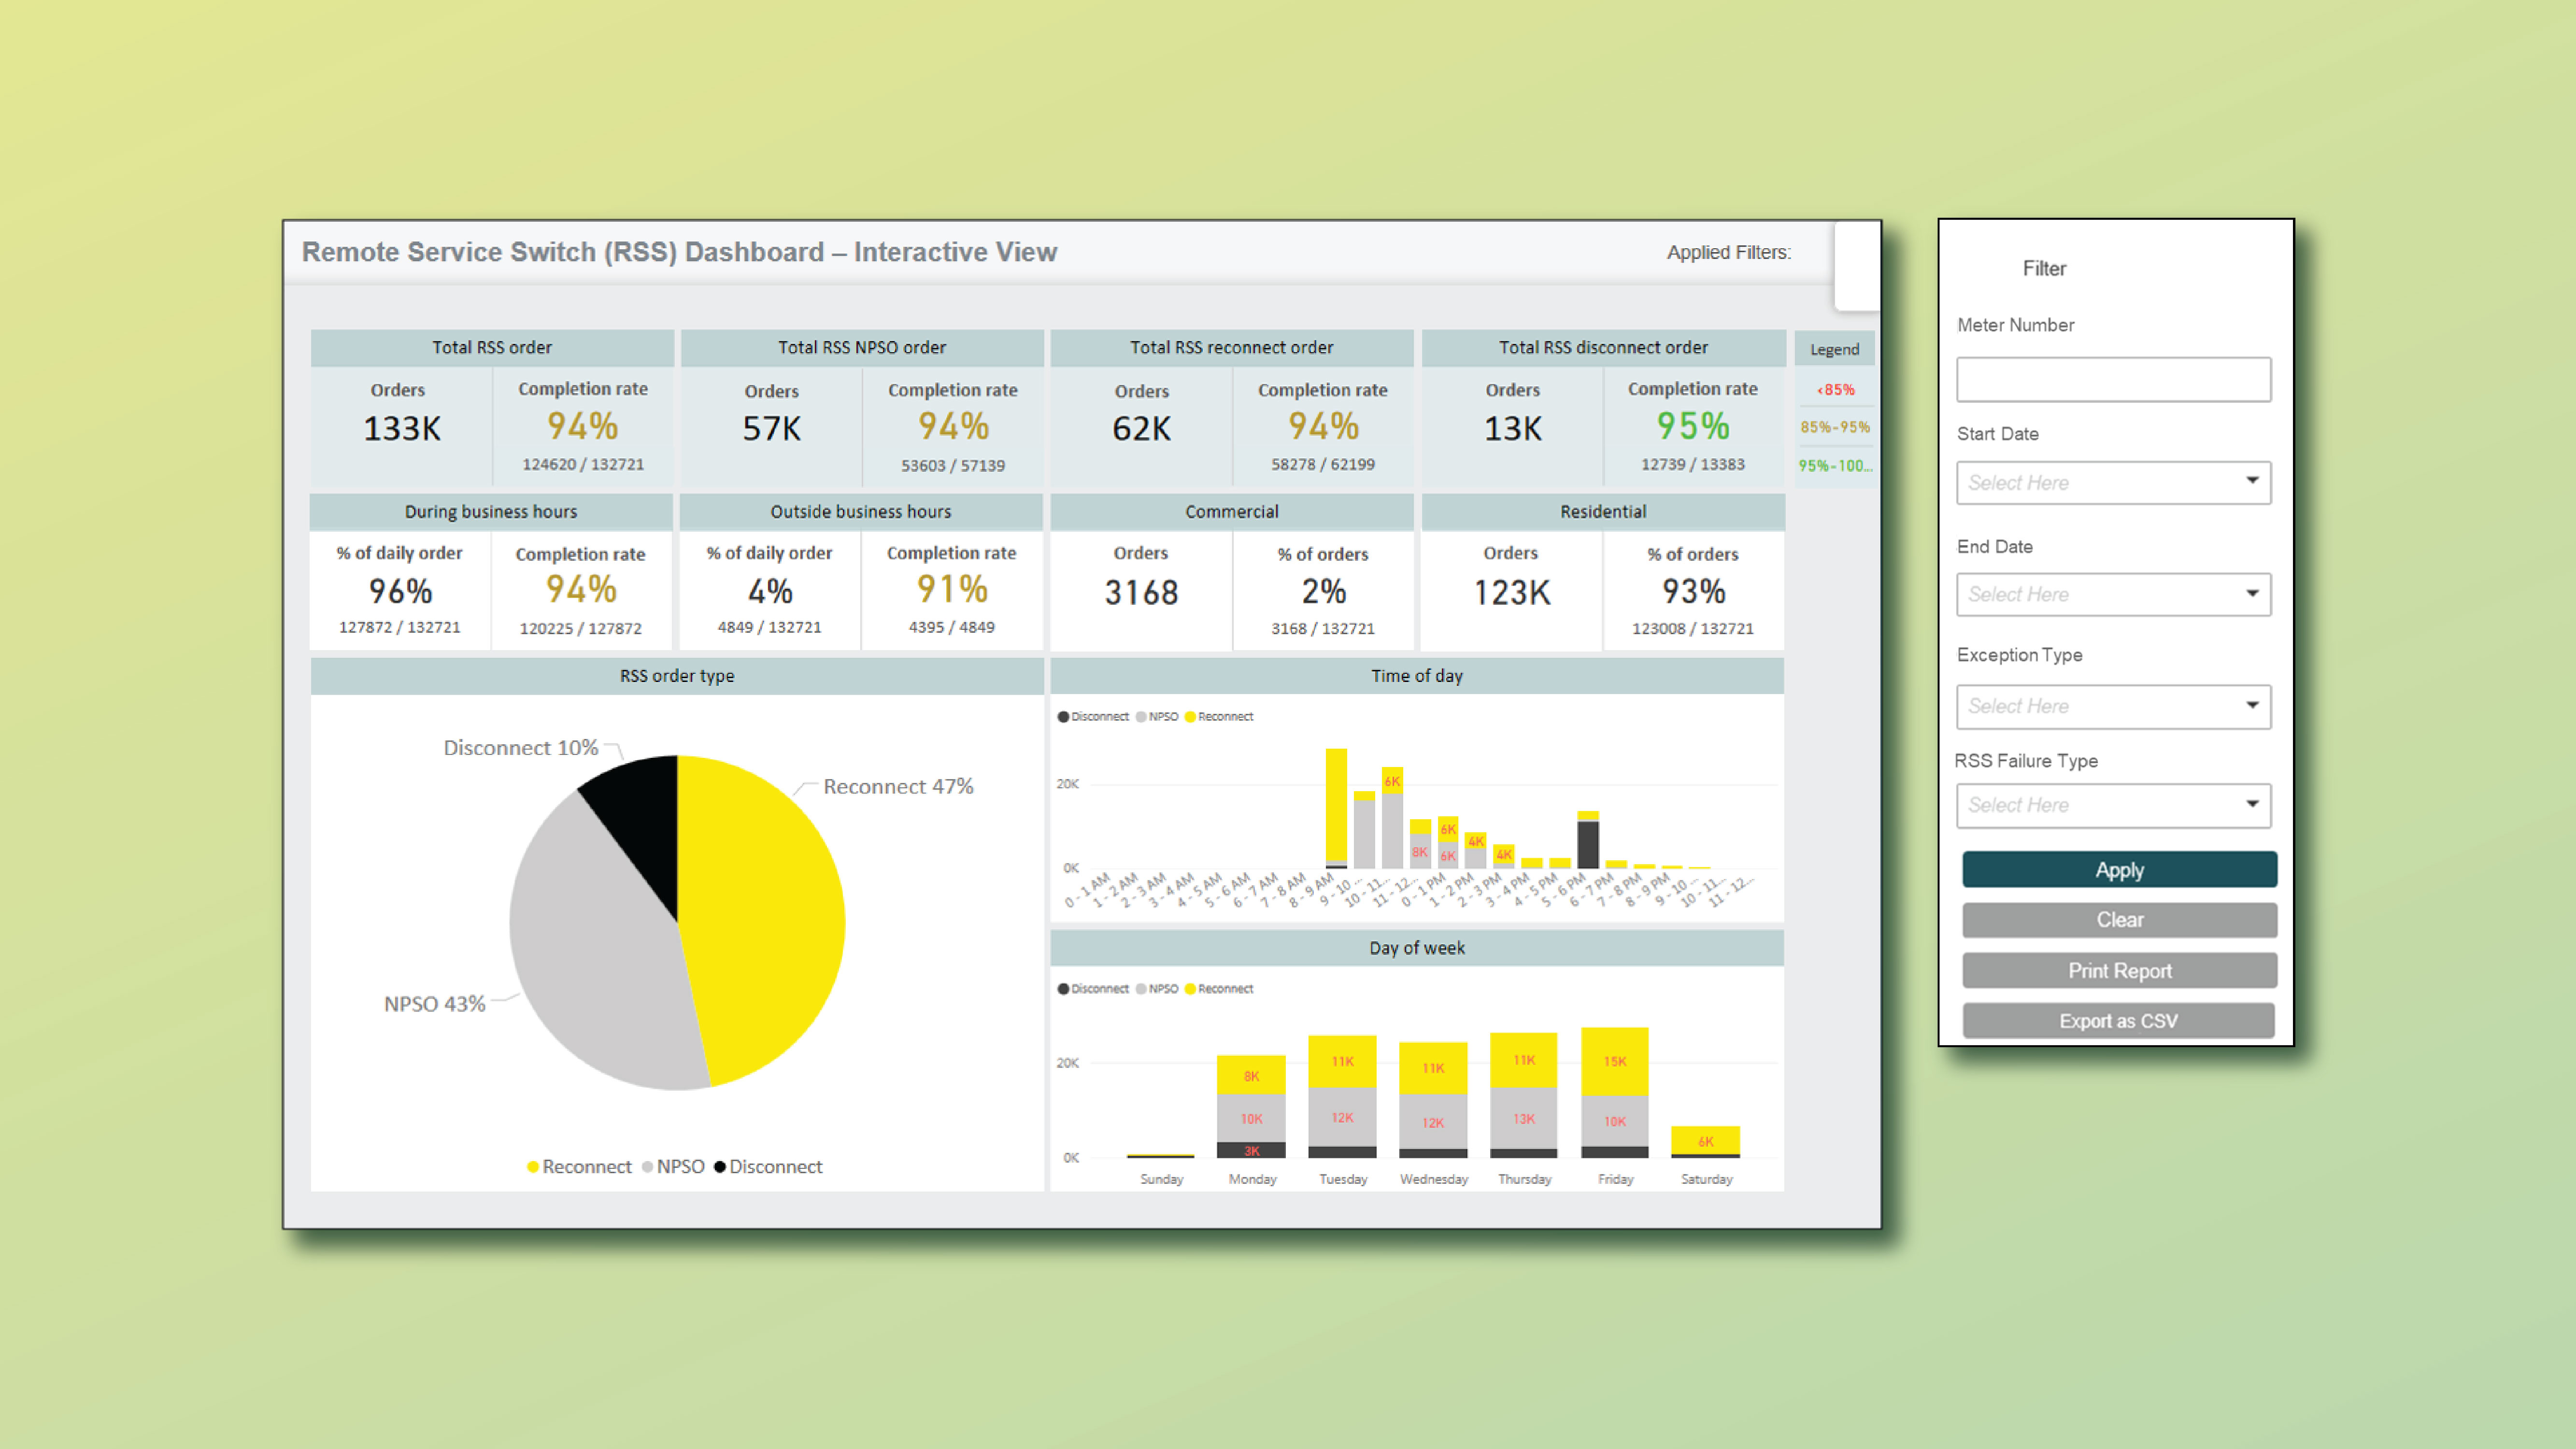 Remote Service Switch (RSS) Dashboard – Interactive View
Applied Filters:
Total RSS order
Orders
133K
Completion rate
94%
124620 / 132721
Total RSS NPSO order
Orders
57K
Completion rate
94%
53603 / 57139
Total RSS reconnect order
Orders
62K
Completion rate
94%
58278 / 62199
Total RSS disconnect order
Orders
13K
Completion rate
95%
12739 / 13383
Legend
<85%
85%-95%
95%-100...
During business hours
% of daily order
96%
127872 / 132721
Completion rate
94%
120225 / 127872
Outside business hours
% of daily order
4%
4849 / 132721
Completion rate
91%
4395 / 4849
Commercial
Orders
3168
% of orders
2%
3168 / 132721
Residential
Orders
123K
% of orders
93%
123008 / 132721
RSS order type
Disconnect 10%
Reconnect 47%
NPSO 43%
Reconnect NPSO Disconnect
Time of day
Disconnect NPSO Reconnect
20K
0K
6K
8K
6K
6K
4K
4K
0 - 1 AM
1 - 2 AM
2 - 3 AM
3 - 4 AM
4 - 5 AM
5 - 6 AM
6 - 7 AM
7 - 8 AM
8 - 9 AM
9 - 10 ...
10 - 11...
11 - 12...
0 - 1 PM
1 - 2 PM
2 - 3 PM
3 - 4 PM
4 - 5 PM
5 - 6 PM
6 - 7 PM
7 - 8 PM
8 - 9 PM
9 - 10 ...
10 - 11...
11 - 12...
Day of week
Disconnect NPSO Reconnect
20K
0K
8K
10K
3K
11K
12K
11K
12K
11K
13K
15K
10K
6K
Sunday Monday Tuesday Wednesday Thursday Friday Saturday
Filter
Meter Number
Start Date
Select Here
End Date
Select Here
Exception Type
Select Here
RSS Failure Type
Select Here
Apply
Clear
Print Report
Export as CSV